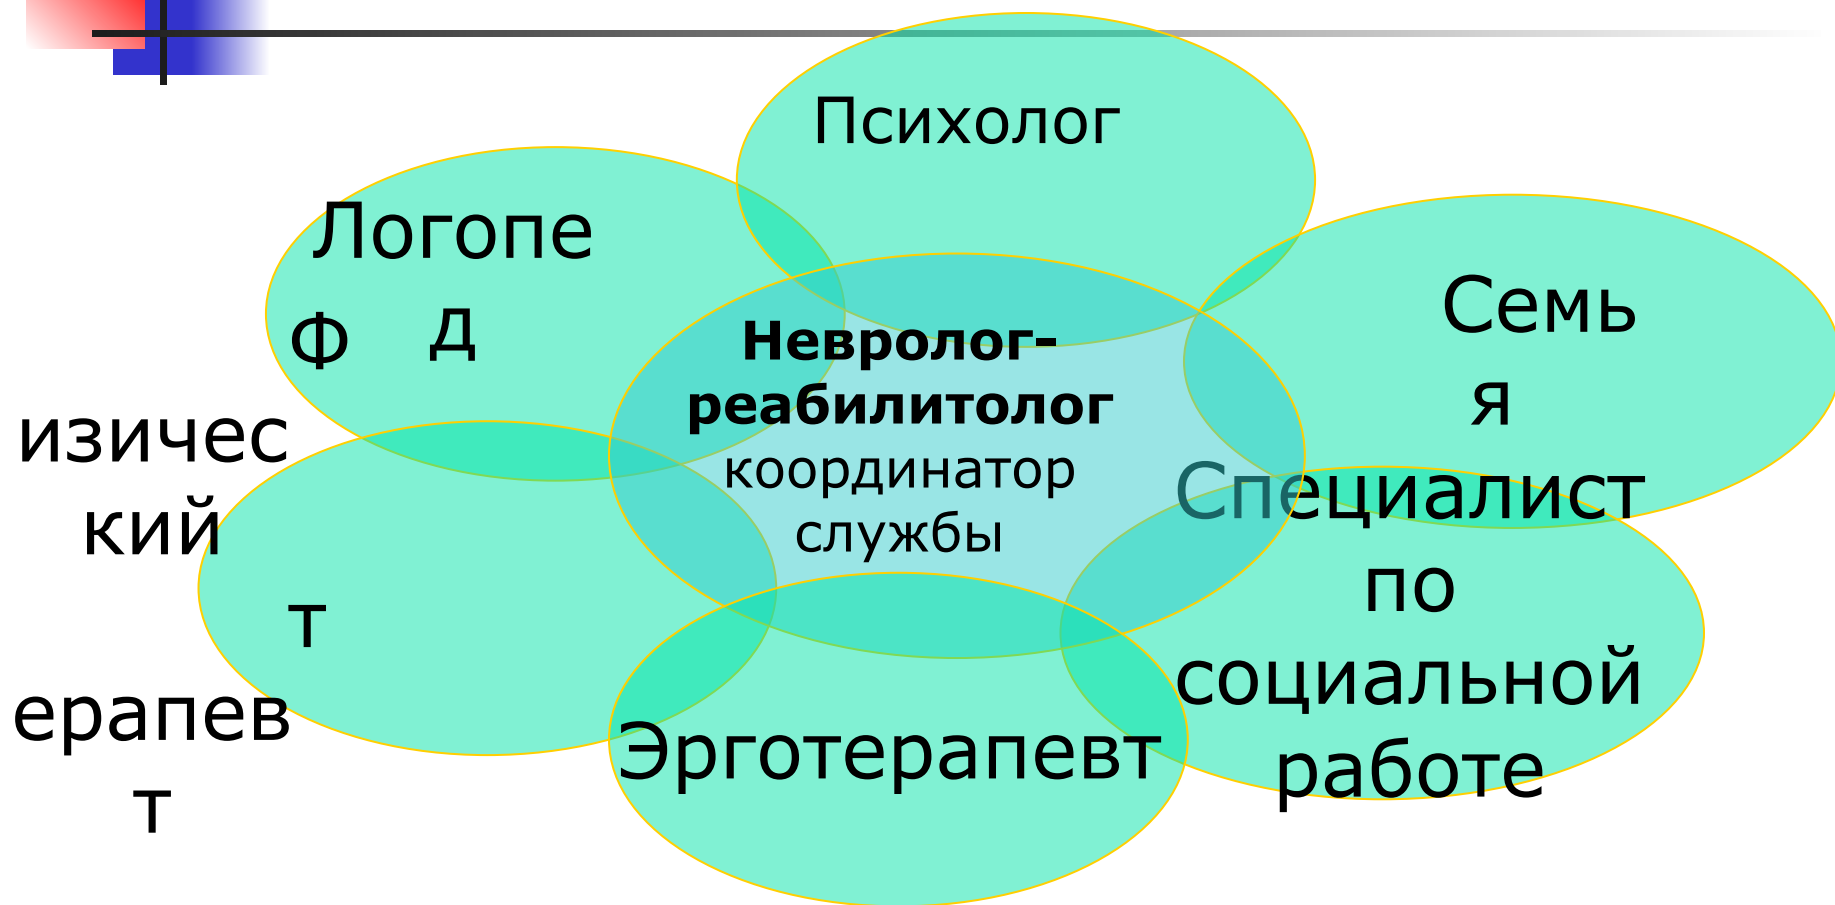 Психолог
Логопе
д
Семь
я
Невролог-
реабилитолог
координатор
службы
Ф
изичес
кий
т
ерапев
т
Специалист
по
социальной
работе
Эрготерапевт